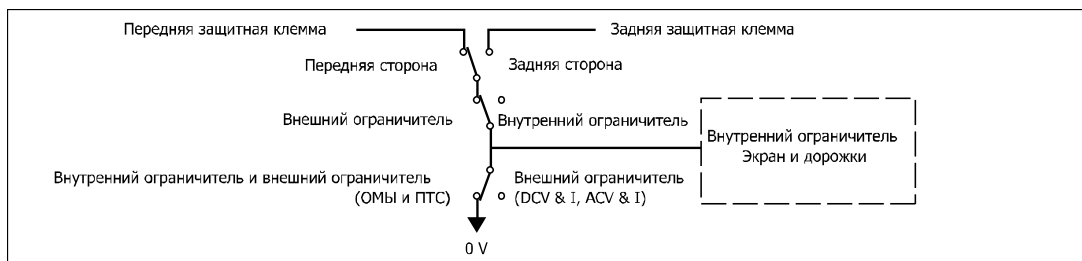 Передняя защитная клемма
Задняя защитная клемма
Передняя сторона
Задняя сторона
Внешний ограничитель
Внутренний ограничитель
Внутренний ограничитель
Экран и дорожки
Внутренний ограничитель и внешний ограничитель
(ОМЫ и ПТС)
Внешний ограничитель
(DCV & I, ACV & I)
0 V